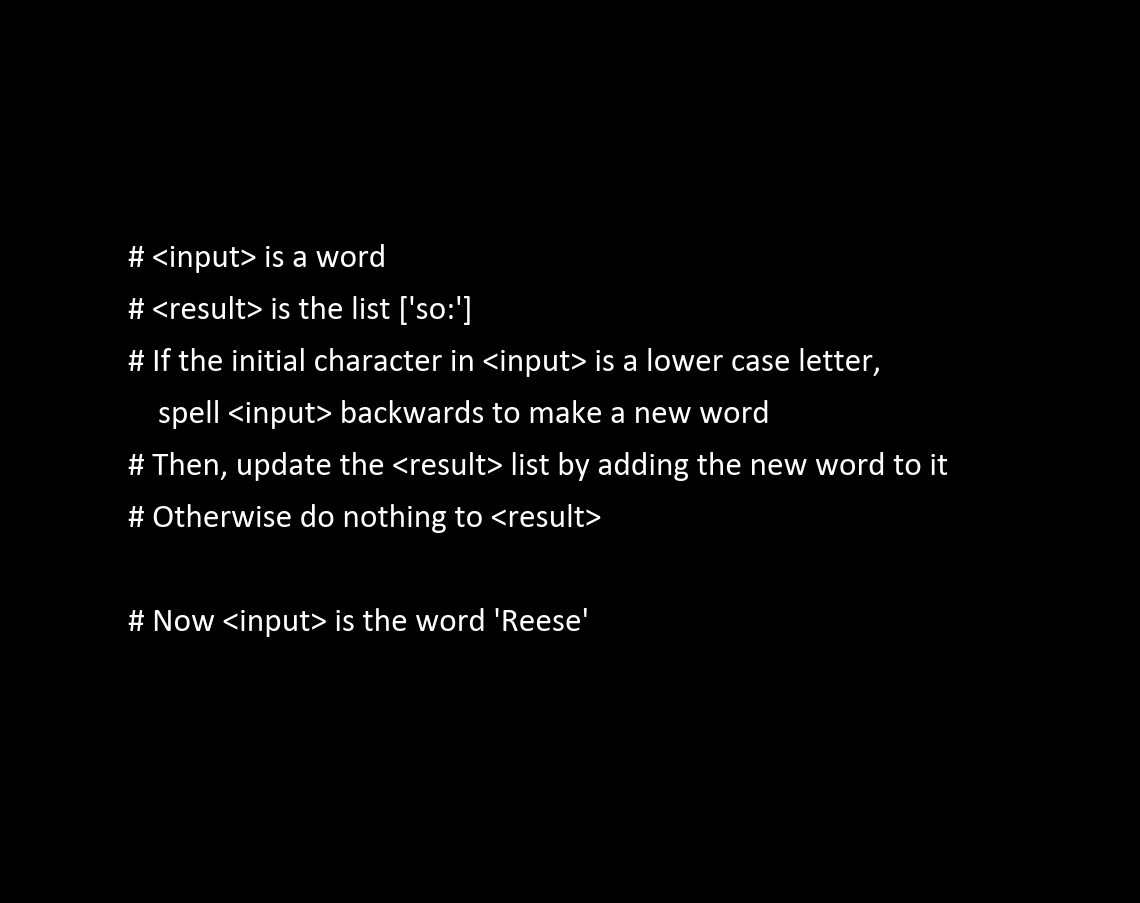 # <input> is a word
# <result> is the list ['so:']
# If the initial character in <input> is a lower case letter,
spell <input> backwards to make a new word
# Then, update the <result> list by adding the new word to it
# Otherwise do nothing to <result>
# Now <input> is the word 'Reese'